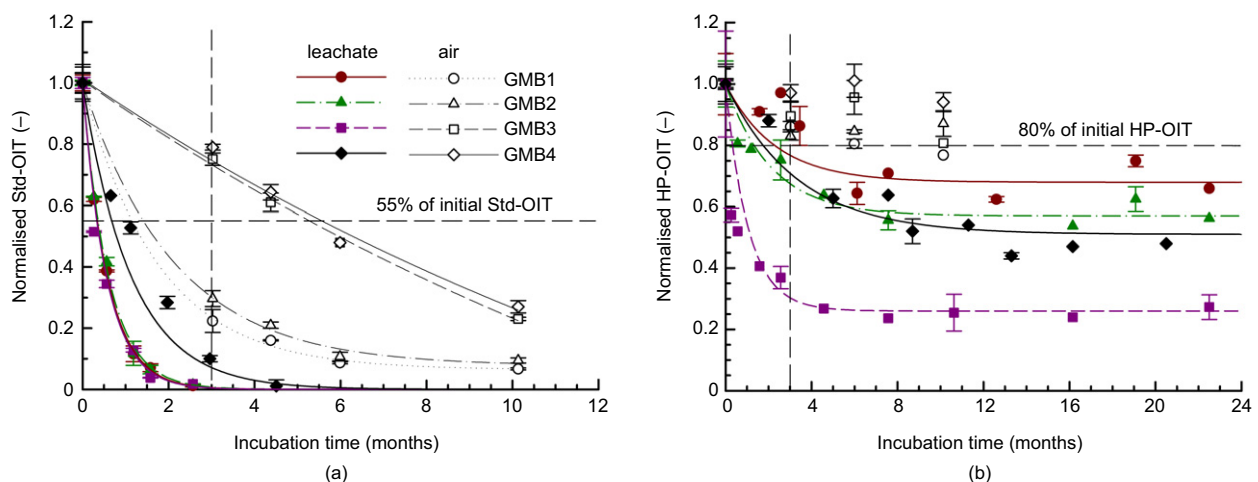 1.2
1.0
0.8
0.6
0.4
0.2
0
Normalised Std-OIT (–)
leachate air
GMB1
GMB2
GMB3
GMB4
55% of initial Std-OIT
0 2 4 6 8 10 12
Incubation time (months)
(a)
1.2
1.0
0.8
0.6
0.4
0.2
0
Normalised HP-OIT (–)
80% of initial HP-OIT
0 4 8 12 16 20 24
Incubation time (months)
(b)